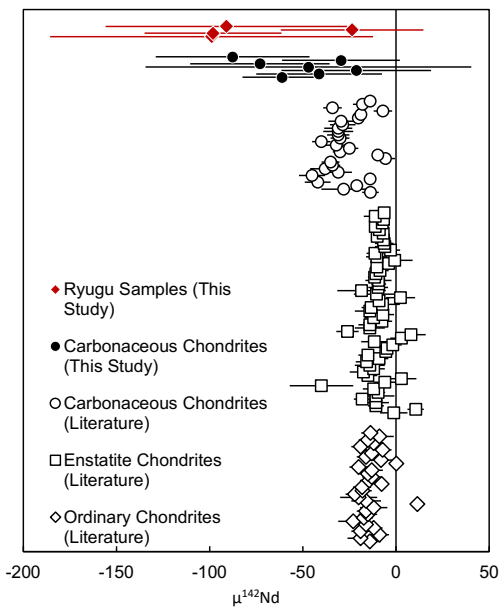 Ryugu Samples (This
Study)
Carbonaceous Chondrites
(This Study)
Carbonaceous Chondrites
(Literature)
Enstatite Chondrites
(Literature)
Ordinary Chondrites
(Literature)
-200 -150 -100 -50 0 50
μ¹⁴²Nd